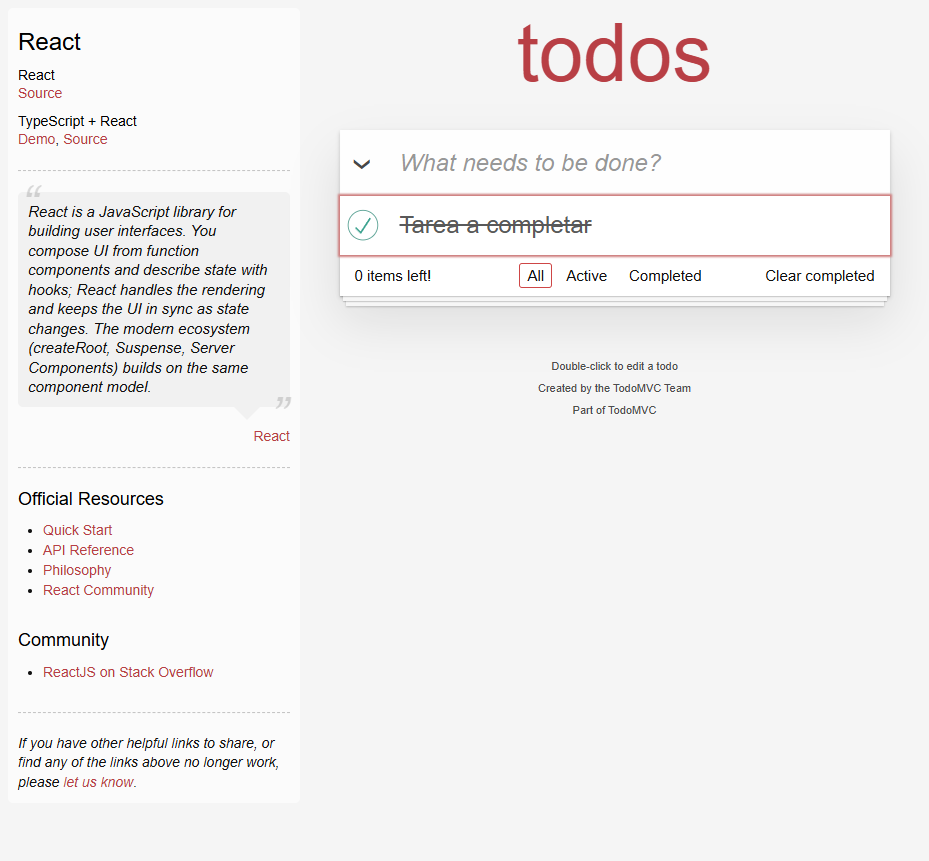 React
React
Source
TypeScript + React
Demo, Source
“
React is a JavaScript library for
building user interfaces. You
compose UI from function
components and describe state with
hooks; React handles the rendering
and keeps the UI in sync as state
changes. The modern ecosystem
(createRoot, Suspense, Server
Components) builds on the same
component model.
”
React
Official Resources
Quick Start
API Reference
Philosophy
React Community
Community
ReactJS on Stack Overflow
If you have other helpful links to share, or
find any of the links above no longer work,
please let us know.
todos
What needs to be done?
Tarea a completar
0 items left!
All Active Completed
Clear completed
Double-click to edit a todo
Created by the TodoMVC Team
Part of TodoMVC